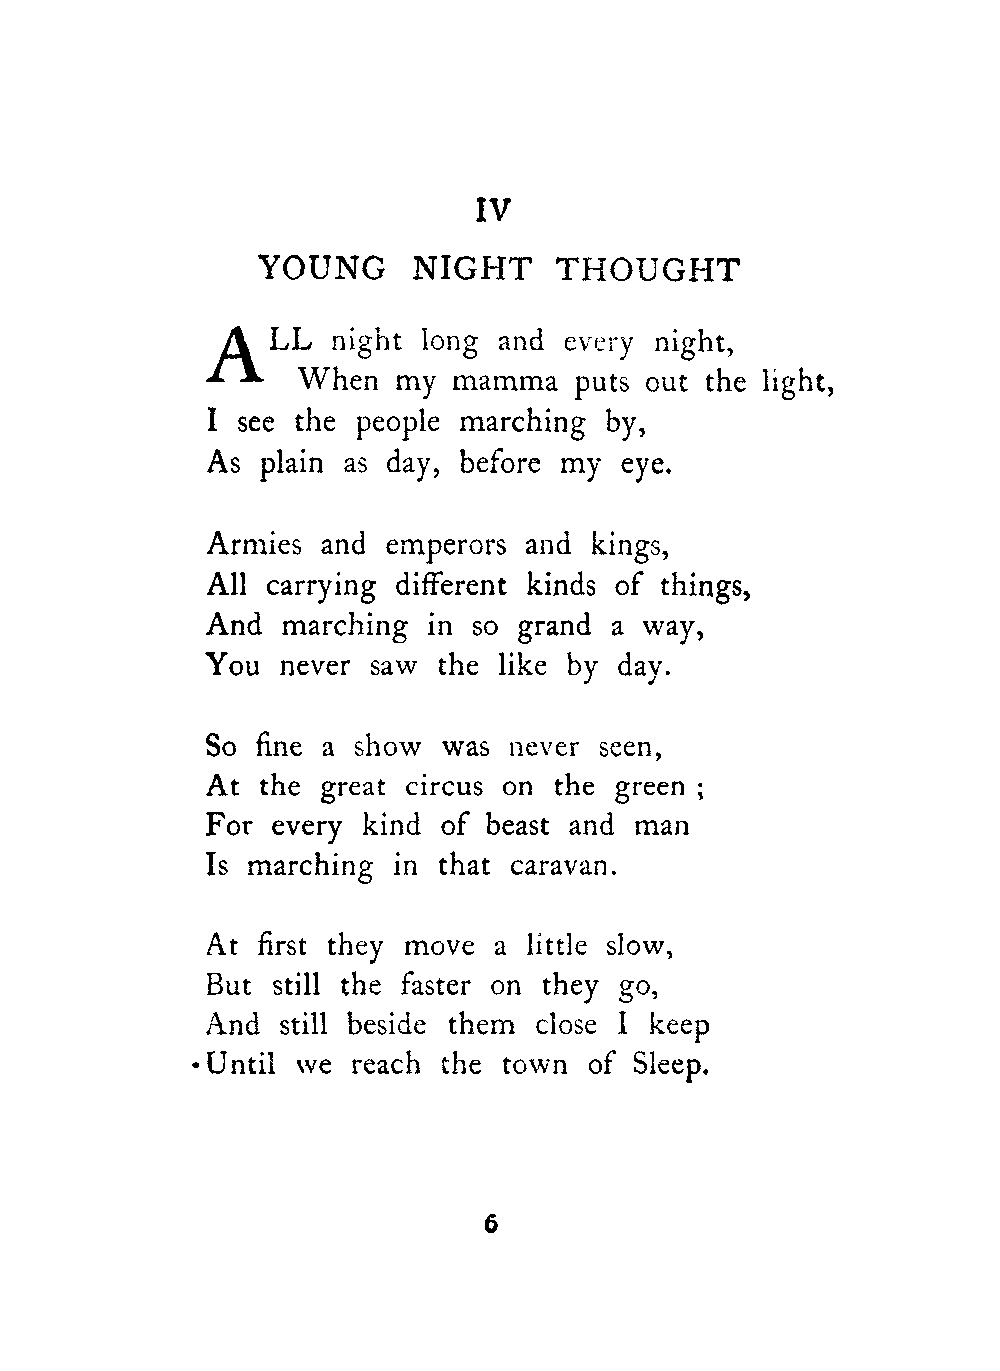 IV
YOUNG NIGHT THOUGHT
ALL night long and every night,
When my mamma puts out the light,
I see the people marching by,
As plain as day, before my eye.
Armies and emperors and kings,
All carrying different kinds of things,
And marching in so grand a way,
You never saw the like by day.
So fine a show was never seen,
At the great circus on the green ;
For every kind of beast and man
Is marching in that caravan.
At first they move a little slow,
But still the faster on they go,
And still beside them close I keep
Until we reach the town of Sleep.
6